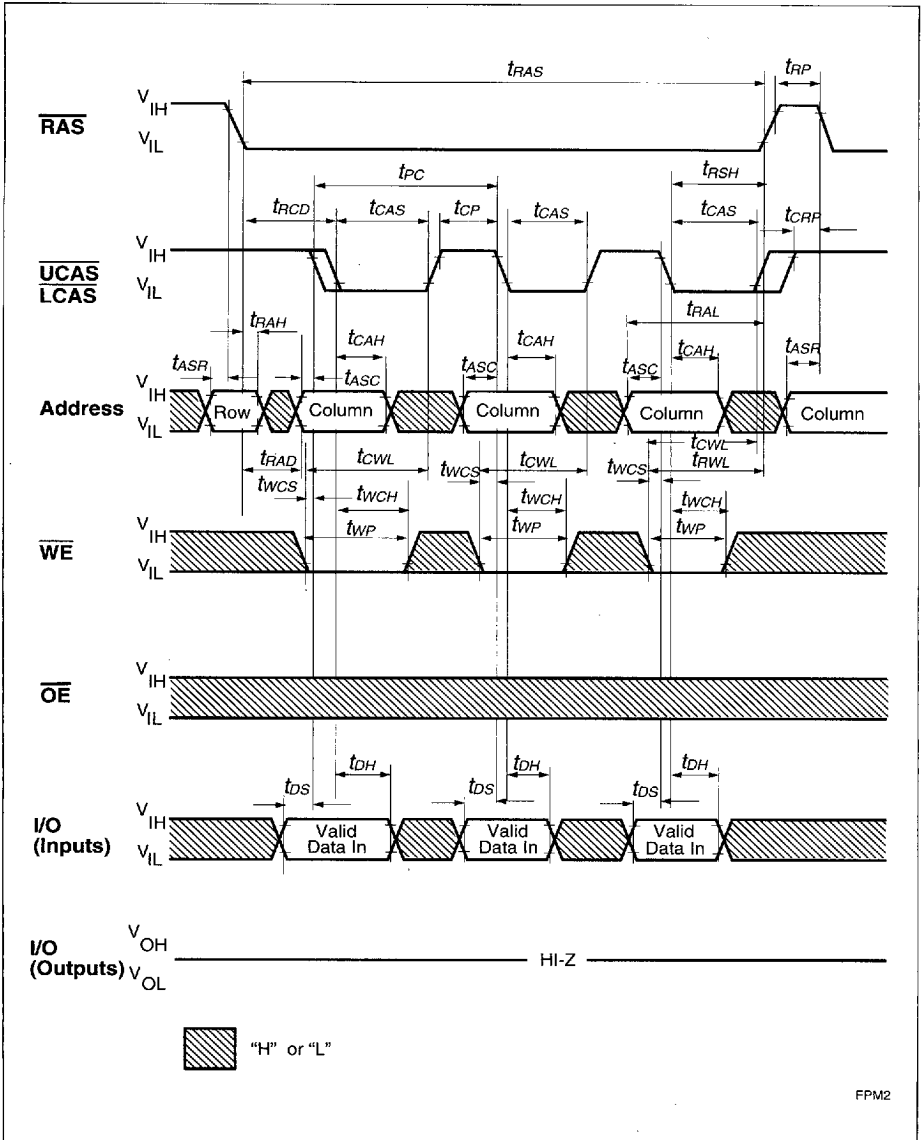 tRAS
tRP
RAS
VIH
VIL
tPC
tRSH
tRCD
tCAS
tCP
tCAS
tCAS
tCRP
UCAS
LCAS
VIH
VIL
tRAH
tRAL
tASR
tCAH
tASC
tASC
tCAH
tASC
tCAH
tASR
Address
VIH
VIL
Row
Column
Column
Column
Column
tRAD
tCWL
tWCS
tCWL
tCWL
tRWL
tWCS
tWCS
tWCH
tWCH
tWCH
tWP
tWP
tWP
WE
VIH
VIL
OE
VIH
VIL
tDS
tDH
tDS
tDH
tDS
tDH
I/O
(Inputs)
VIH
VIL
Valid
Data In
Valid
Data In
Valid
Data In
I/O
(Outputs)
VOH
VOL
HI-Z
"H" or "L"
FPM2